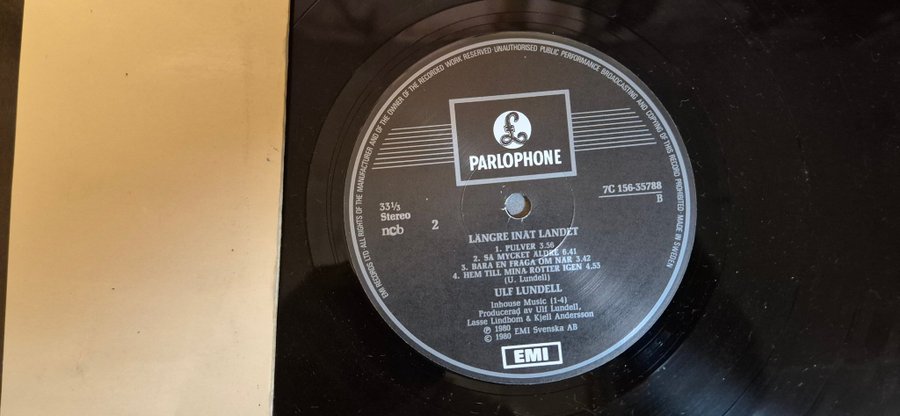 EMI RECORDS LTD · ALL RIGHTS OF THE MANUFACTURER AND OF THE OWNER OF THE RECORDED WORK RESERVED · UNAUTHORISED PUBLIC PERFORMANCE BROADCASTING AND COPYING OF THIS RECORD PROHIBITED MADE IN SWEDEN
£
PARLOPHONE
33⅓
Stereo
ncb
2
7C 156-35788
B
LÄNGRE INÅT LANDET
1. PULVER 3.56
2. SÅ MYCKET ÄLDRE 6.41
3. BARA EN FRÅGA OM NÄR 3.42
4. HEM TILL MINA RÖTTER IGEN 4.53
(U. Lundell)
ULF LUNDELL
Inhouse Music (1-4)
Producerad av Ulf Lundell,
Lasse Lindbom & Kjell Andersson
℗ 1980
© 1980 EMI Svenska AB
EMI